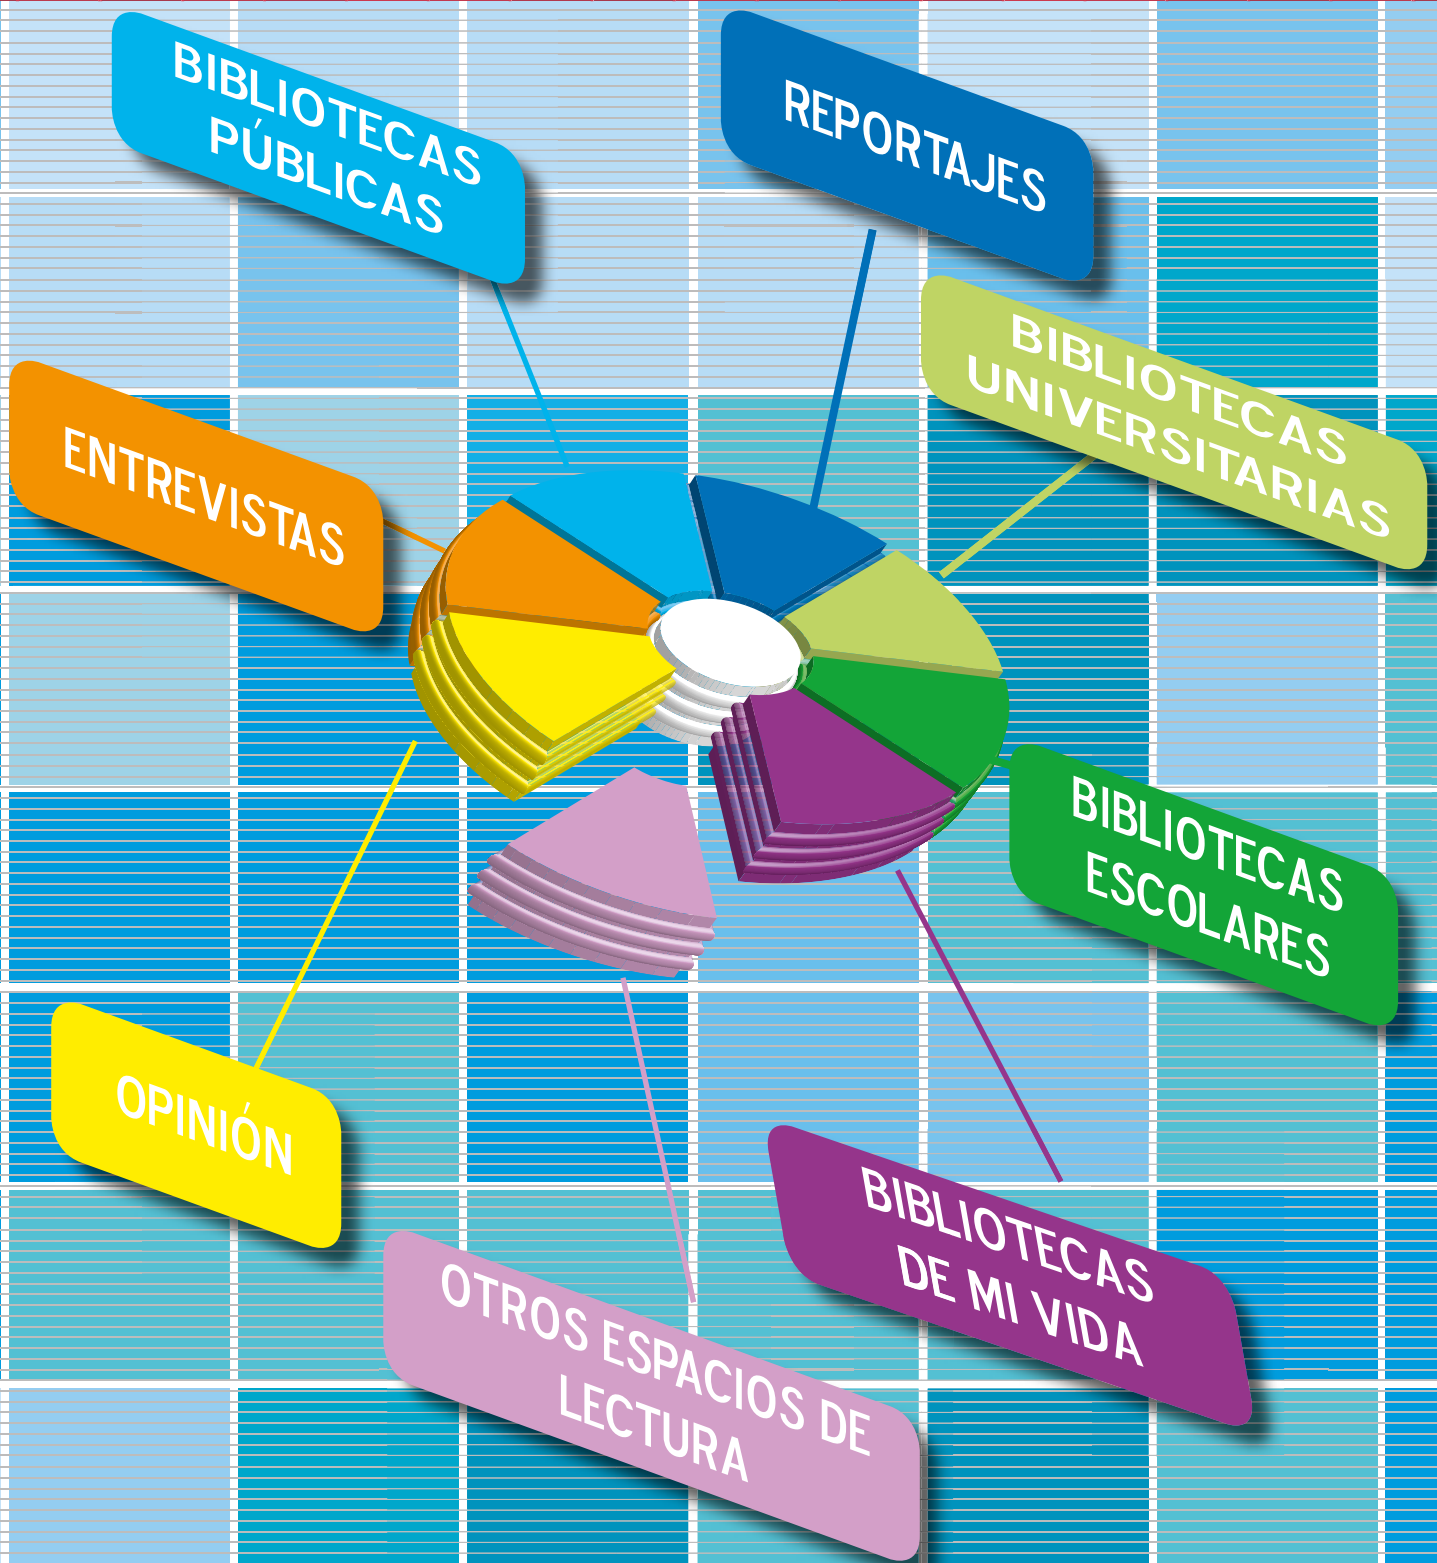 BIBLIOTECAS
PÚBLICAS
REPORTAJES
BIBLIOTECAS
UNIVERSITARIAS
ENTREVISTAS
BIBLIOTECAS
ESCOLARES
OPINIÓN
BIBLIOTECAS
DE MI VIDA
OTROS ESPACIOS DE
LECTURA